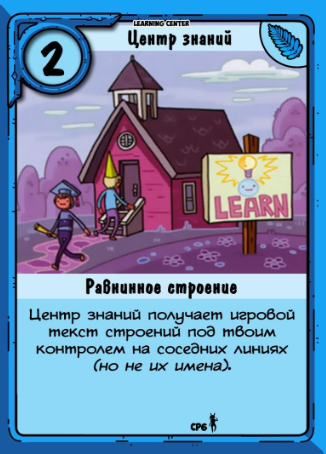 LEARNING CENTER
Центр знаний
2
LEARN
Равнинное строение
Центр знаний получает игровой
текст строений под твоим
контролем на соседних линиях
(но не их имена).
CP6